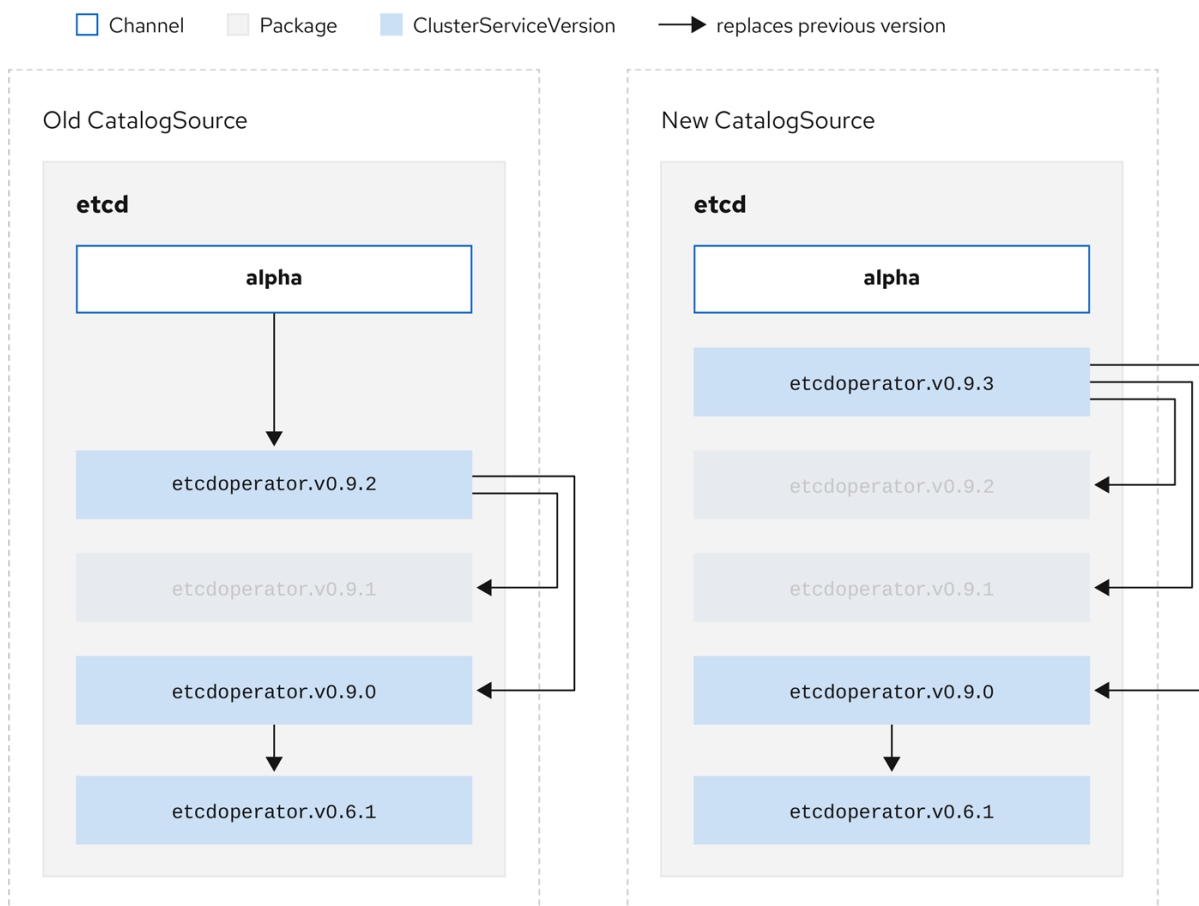 Channel Package ClusterServiceVersion replaces previous version
Old CatalogSource
etcd
alpha
etcdoperator.v0.9.2
etcdoperator.v0.9.1
etcdoperator.v0.9.0
etcdoperator.v0.6.1
New CatalogSource
etcd
alpha
etcdoperator.v0.9.3
etcdoperator.v0.9.2
etcdoperator.v0.9.1
etcdoperator.v0.9.0
etcdoperator.v0.6.1